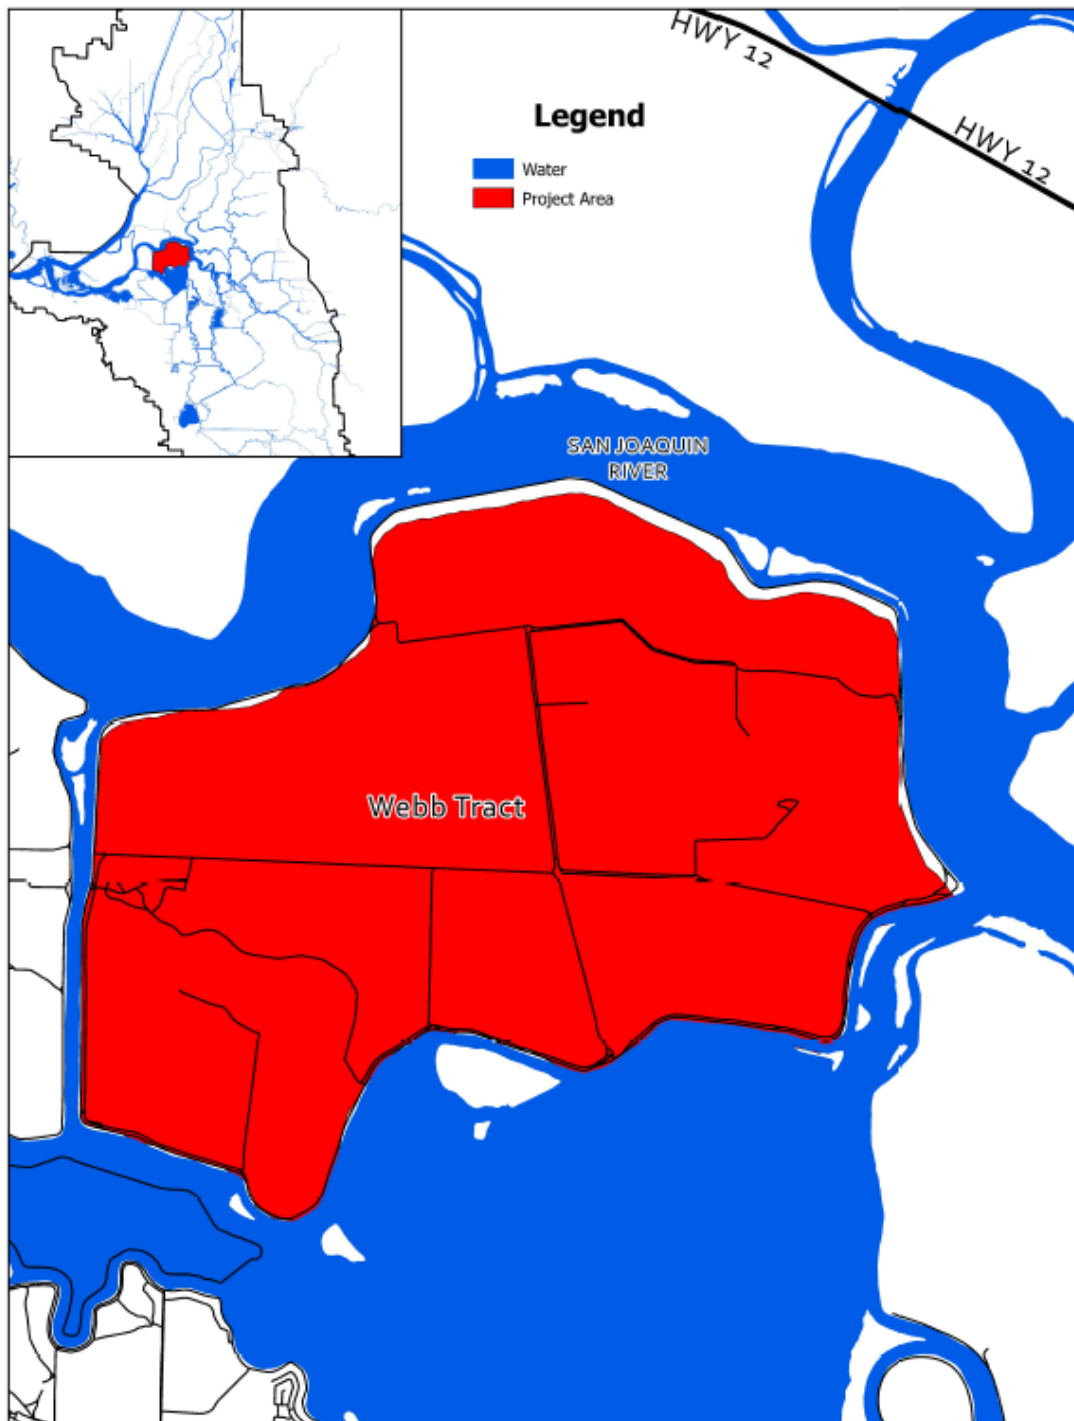 HWY 12
HWY 12
Legend
Water
Project Area
SAN JOAQUIN
RIVER
Webb Tract